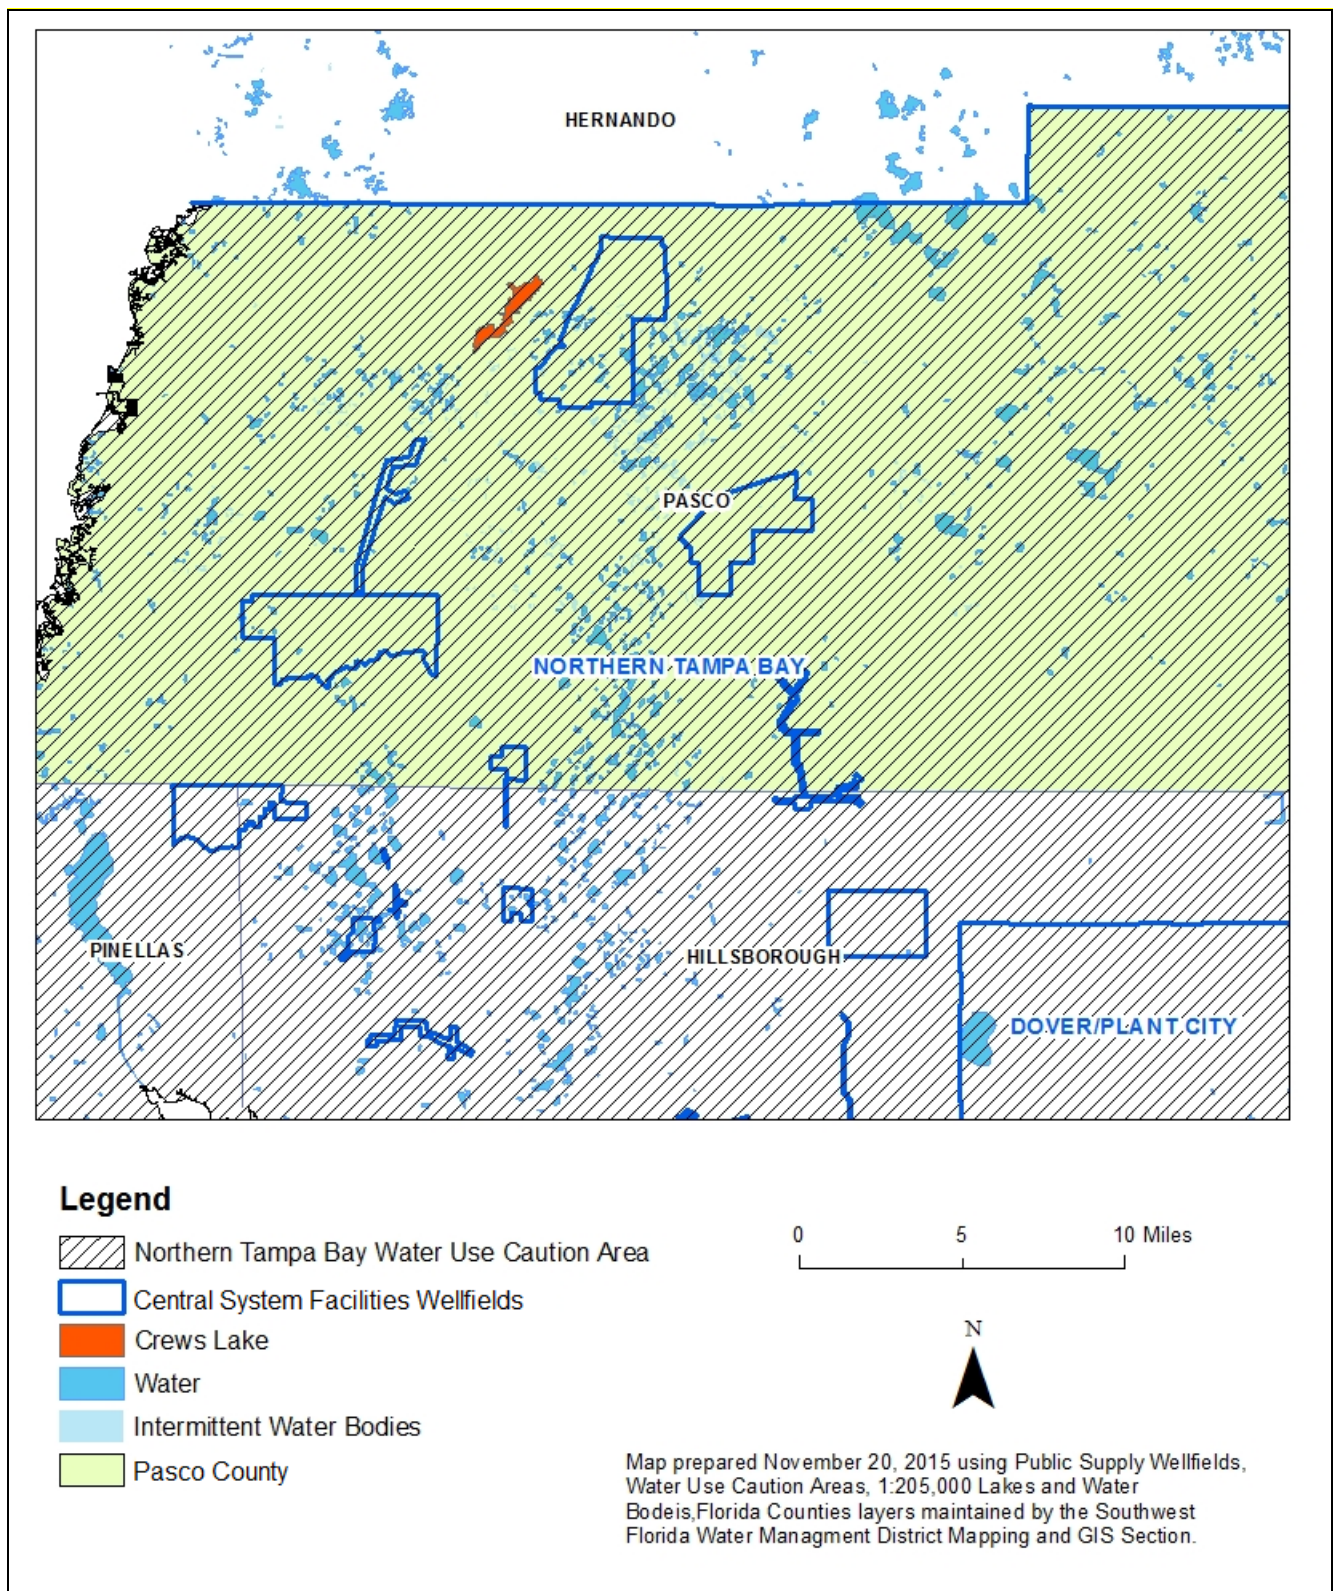 HERNANDO
PASCO
NORTHERN TAMPA BAY
PINELLAS
HILLSBOROUGH
DOVER/PLANT CITY
Legend
Northern Tampa Bay Water Use Caution Area
Central System Facilities Wellfields
Crews Lake
Water
Intermittent Water Bodies
Pasco County
0 5 10 Miles
N
Map prepared November 20, 2015 using Public Supply Wellfields,
Water Use Caution Areas, 1:205,000 Lakes and Water
Bodeis,Florida Counties layers maintained by the Southwest
Florida Water Managment District Mapping and GIS Section.